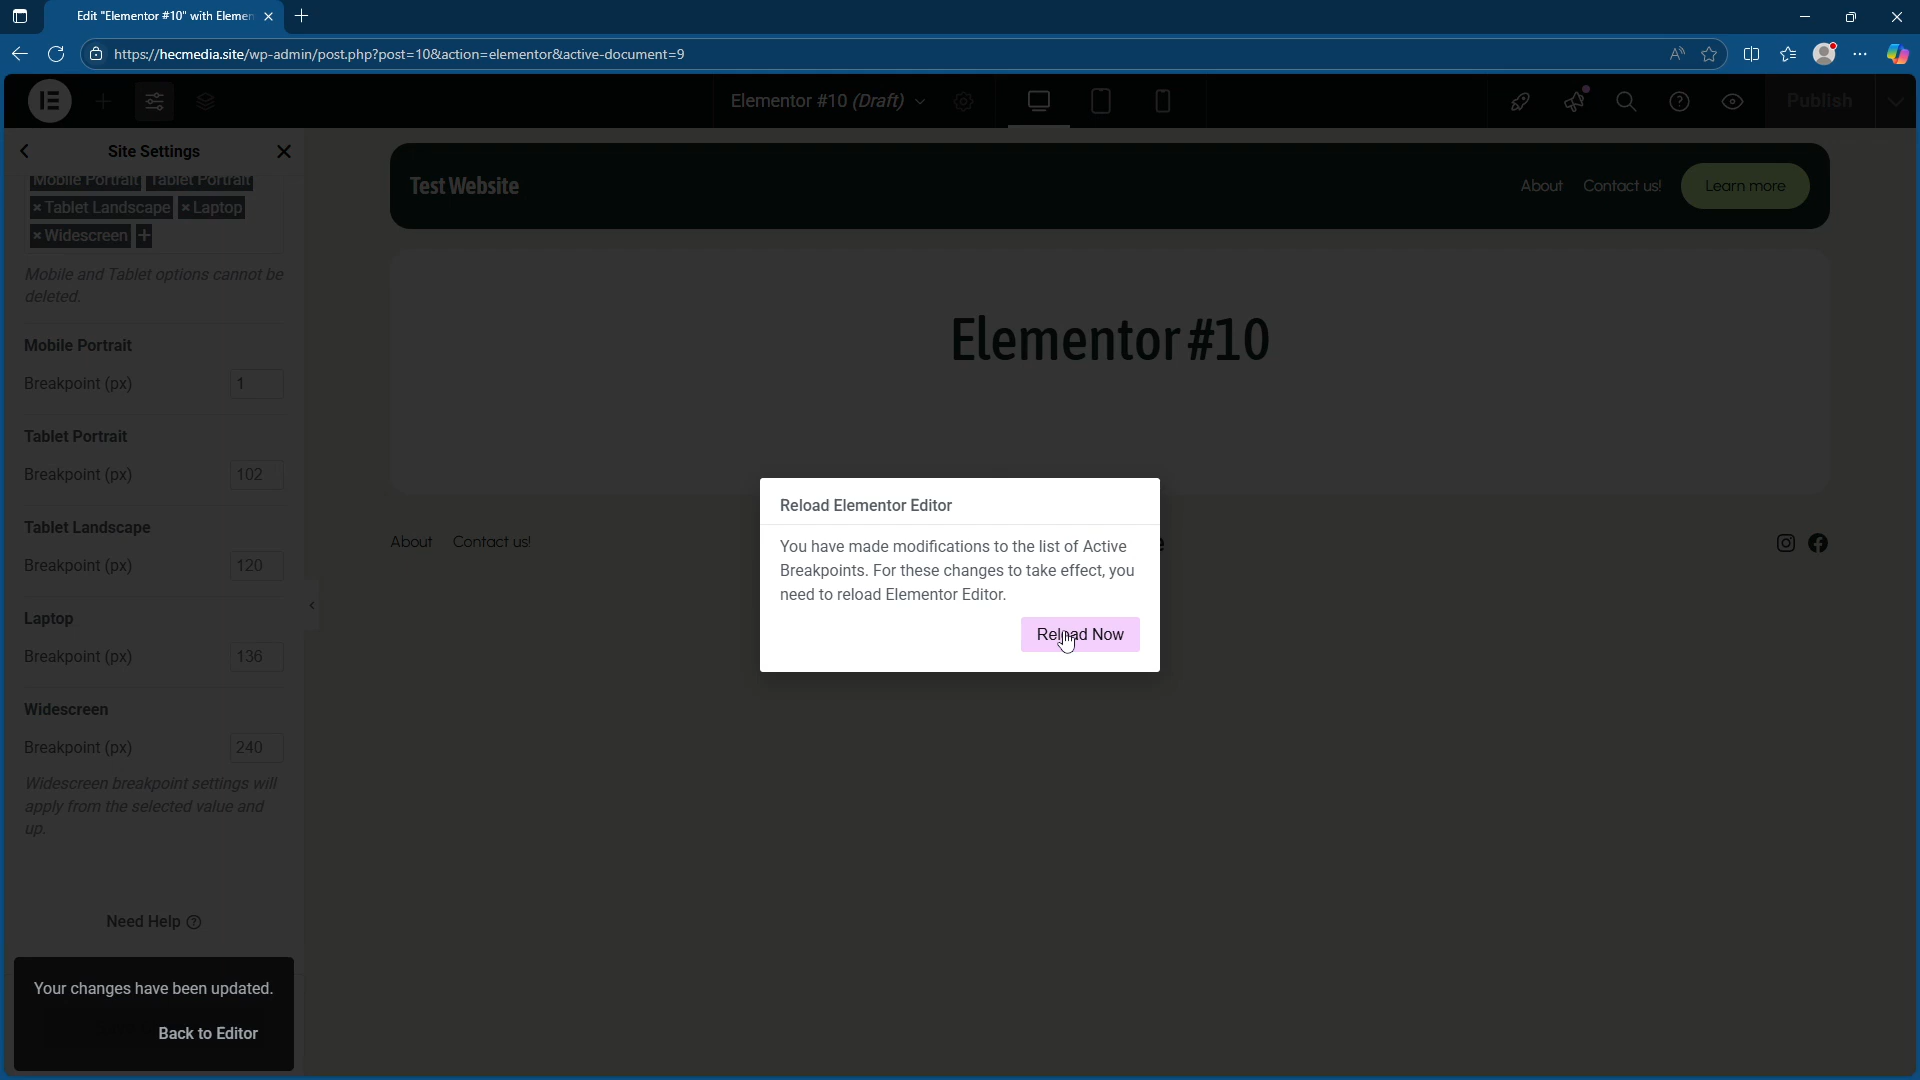 Edit "Elementor #10" with Elemen
https://hecmedia.site/wp-admin/post.php?post=10&action=elementor&active-document=9
Elementor #10 (Draft)
Publish
Site Settings
Mobile Portrait Tablet Portrait
× Tablet Landscape × Laptop
× Widescreen +
Mobile and Tablet options cannot be
deleted.
Mobile Portrait
Breakpoint (px) 1
Tablet Portrait
Breakpoint (px) 102
Tablet Landscape
Breakpoint (px) 120
Laptop
Breakpoint (px) 136
Widescreen
Breakpoint (px) 240
Widescreen breakpoint settings will
apply from the selected value and
up.
Need Help
Your changes have been updated.
Back to Editor
Test Website
About Contact us! Learn more
Elementor #10
About Contact us!
Reload Elementor Editor
You have made modifications to the list of Active
Breakpoints. For these changes to take effect, you
need to reload Elementor Editor.
Reload Now